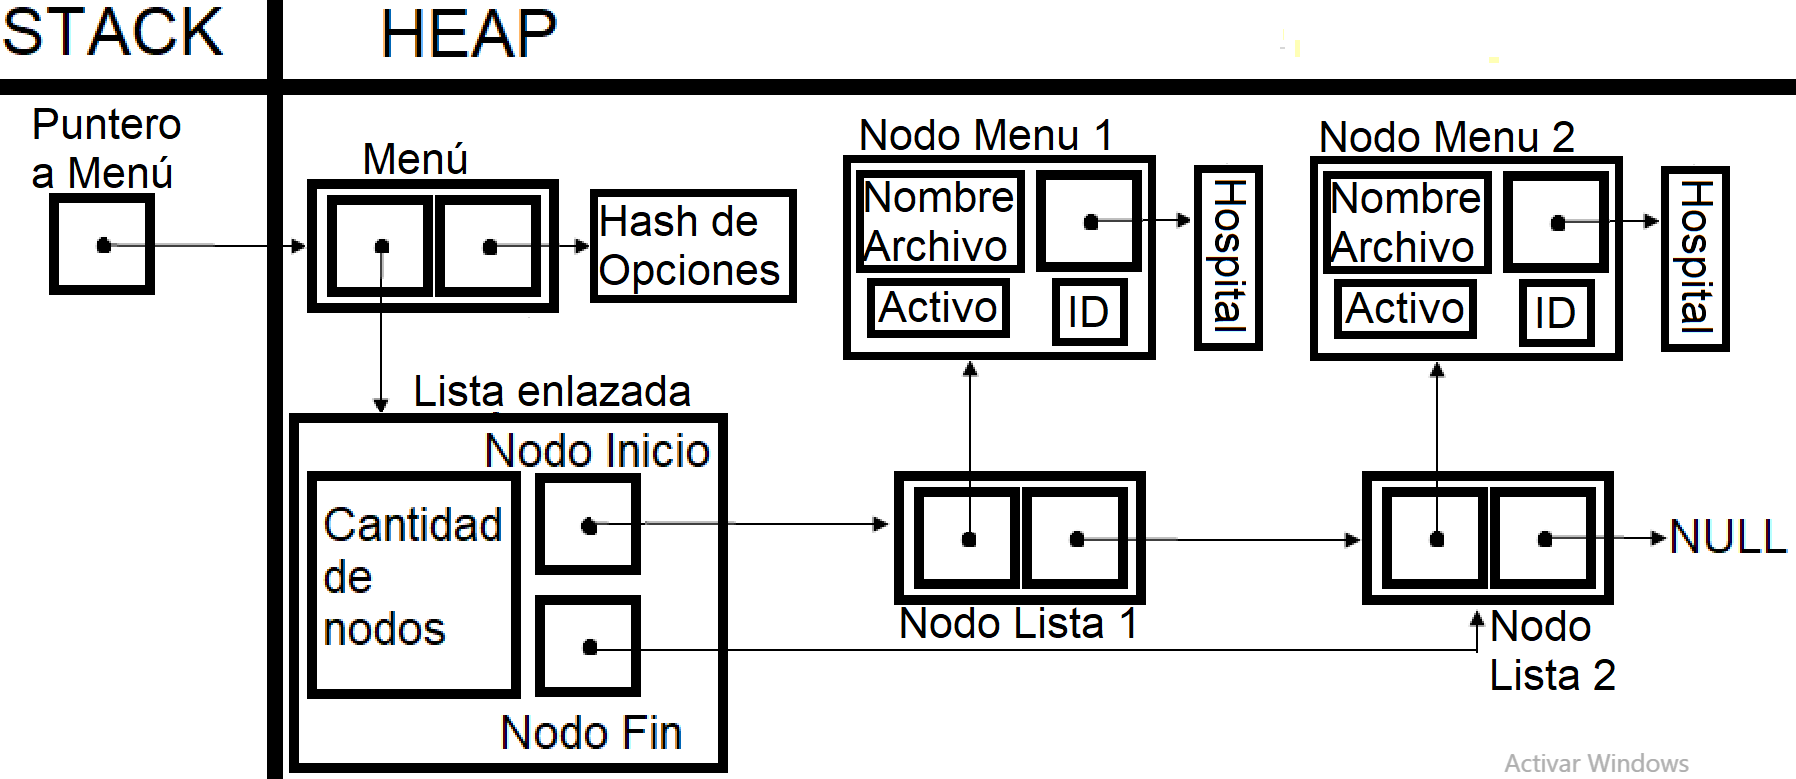 STACK
HEAP
Puntero
a Menú
Menú
Hash de
Opciones
Nodo Menu 1
Nombre
Archivo
Activo
ID
Hospital
Nodo Menu 2
Nombre
Archivo
Activo
ID
Hospital
Lista enlazada
Nodo Inicio
Cantidad
de
nodos
Nodo Fin
Nodo Lista 1
NULL
Nodo
Lista 2
Activar Windows